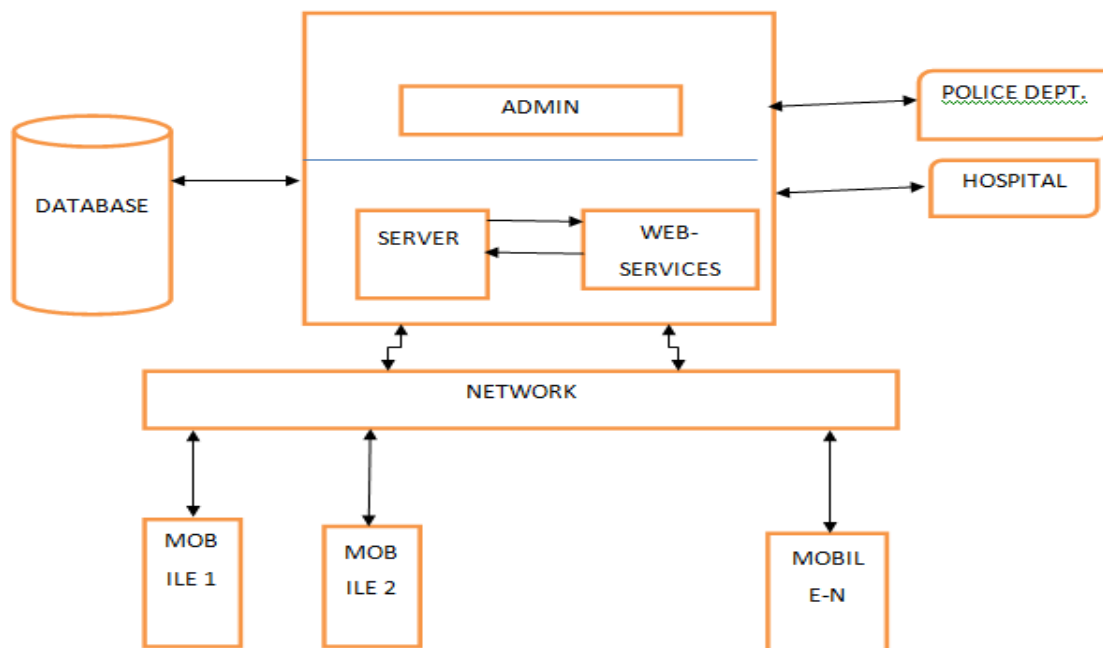 ADMIN
POLICE DEPT.
HOSPITAL
DATABASE
SERVER
WEB-
SERVICES
NETWORK
MOB
ILE 1
MOB
ILE 2
MOBIL
E-N